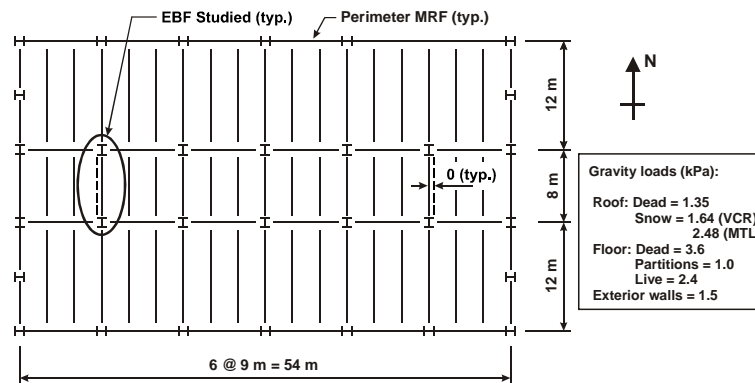 EBF Studied (typ.)
Perimeter MRF (typ.)
N
12 m
8 m
12 m
0 (typ.)
Gravity loads (kPa):
Roof: Dead = 1.35
Snow = 1.64 (VCR)
2.48 (MTL
Floor: Dead = 3.6
Partitions = 1.0
Live = 2.4
Exterior walls = 1.5
6 @ 9 m = 54 m